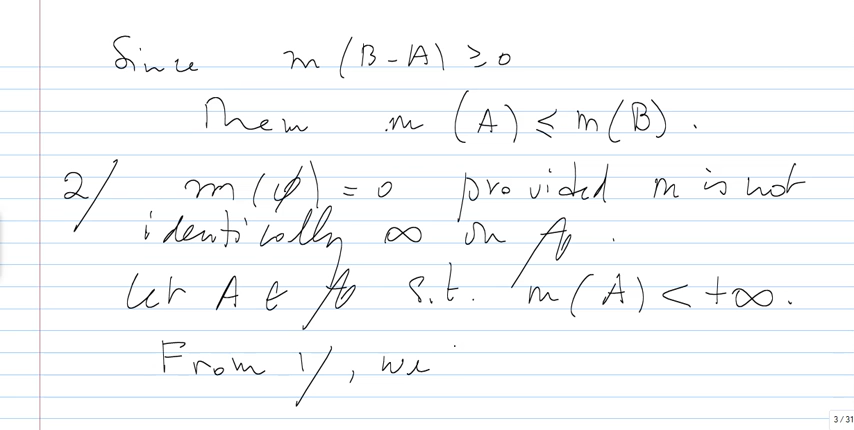 Since m (B - A) ≥ 0
Then m (A) ≤ m (B).
2/ m (ϕ) = 0 provided m is not
identically ∞ on 𝒜.
Let A ∈ 𝒜 s.t. m (A) < +∞.
From 1/, we
3 / 31